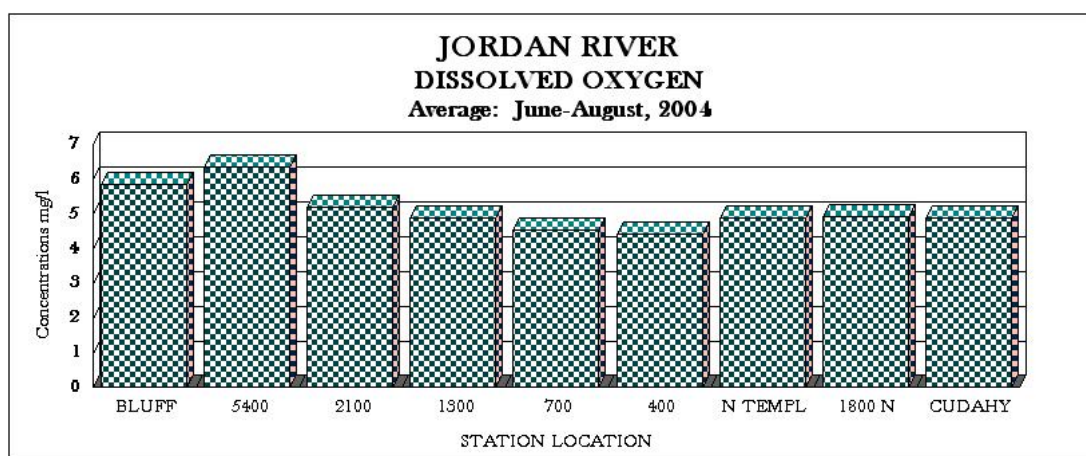 JORDAN RIVER
DISSOLVED OXYGEN
Average: June-August, 2004
7
6
5
4
3
2
1
0
Concentrations mg/l
BLUFF 5400 2100 1300 700 400 N TEMPL 1800 N CUDAHY
STATION LOCATION